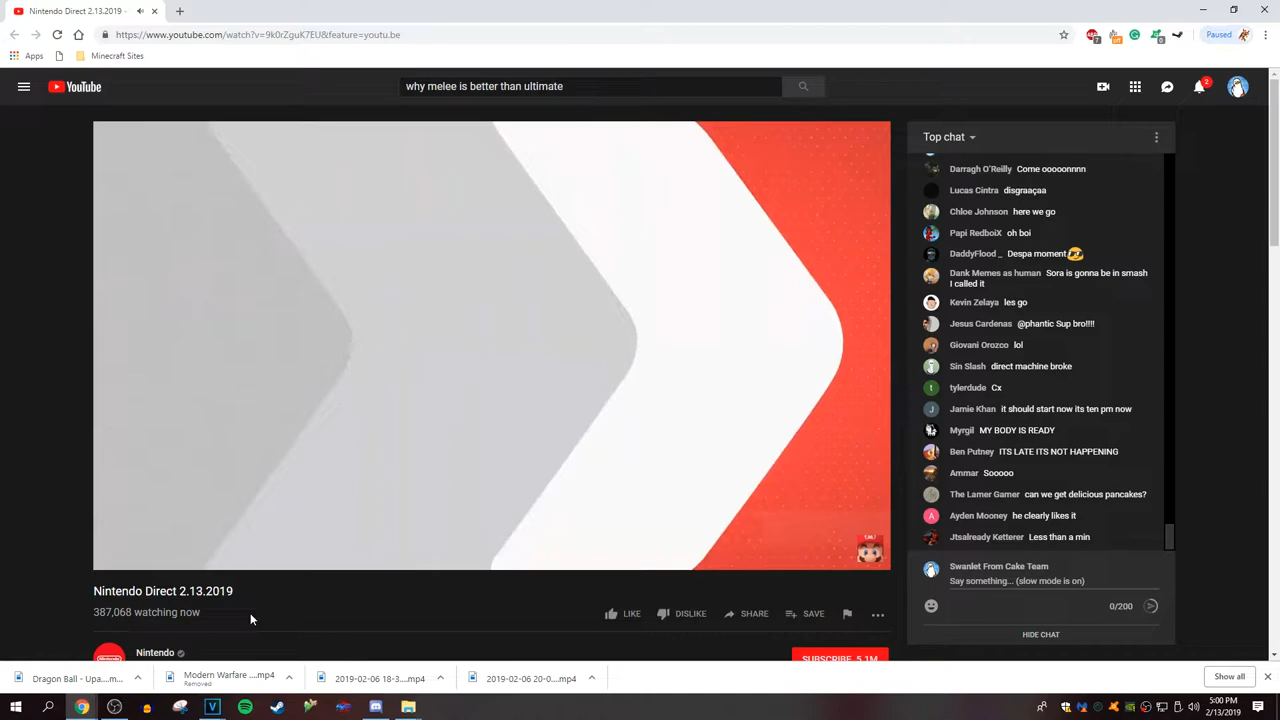 Nintendo Direct 2.13.2019 -
https://www.youtube.com/watch?v=9k0rZguK7EU&feature=youtu.be
7
off
0
Paused
Apps
Minecraft Sites
YouTube
why melee is better than ultimate
2
Top chat
Darragh O'Reilly Come ooooonnnn
Lucas Cintra disgraaçaa
Chloe Johnson here we go
Papi RedboiX oh boi
DaddyFlood _ Despa moment
Dank Memes as human Sora is gonna be in smash
I called it
Kevin Zelaya les go
Jesus Cardenas @phantic Sup bro!!!!
Giovani Orozco lol
Sin Slash direct machine broke
t tylerdude Cx
J Jamie Khan it should start now its ten pm now
Myrgil MY BODY IS READY
Ben Putney ITS LATE ITS NOT HAPPENING
Ammar Sooooo
The Lamer Gamer can we get delicious pancakes?
A Ayden Mooney he clearly likes it
Jtsalready Ketterer Less than a min
Swanlet From Cake Team
Say something... (slow mode is on)
0/200
HIDE CHAT
Nintendo Direct 2.13.2019
387,068 watching now
LIKE
DISLIKE
SHARE
SAVE
Nintendo
SUBSCRIBE 5.1M
Dragon Ball - Upa....m...
Modern Warfare ....mp4
Removed
2019-02-06 18-3....mp4
2019-02-06 20-0....mp4
Show all
5:00 PM
2/13/2019